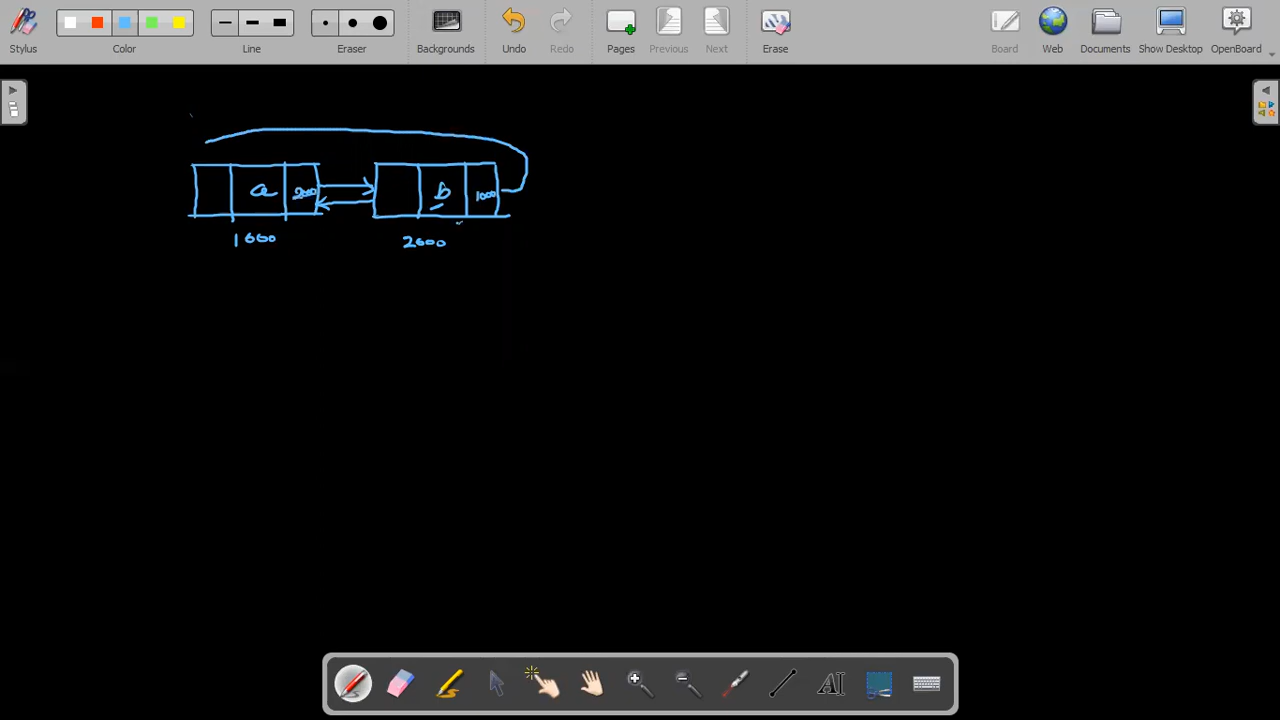 Stylus Color Line Eraser Backgrounds Undo Redo Pages Previous Next Erase Board Web Documents Show Desktop OpenBoard
a 2000 b 1000
1000 2000
AI